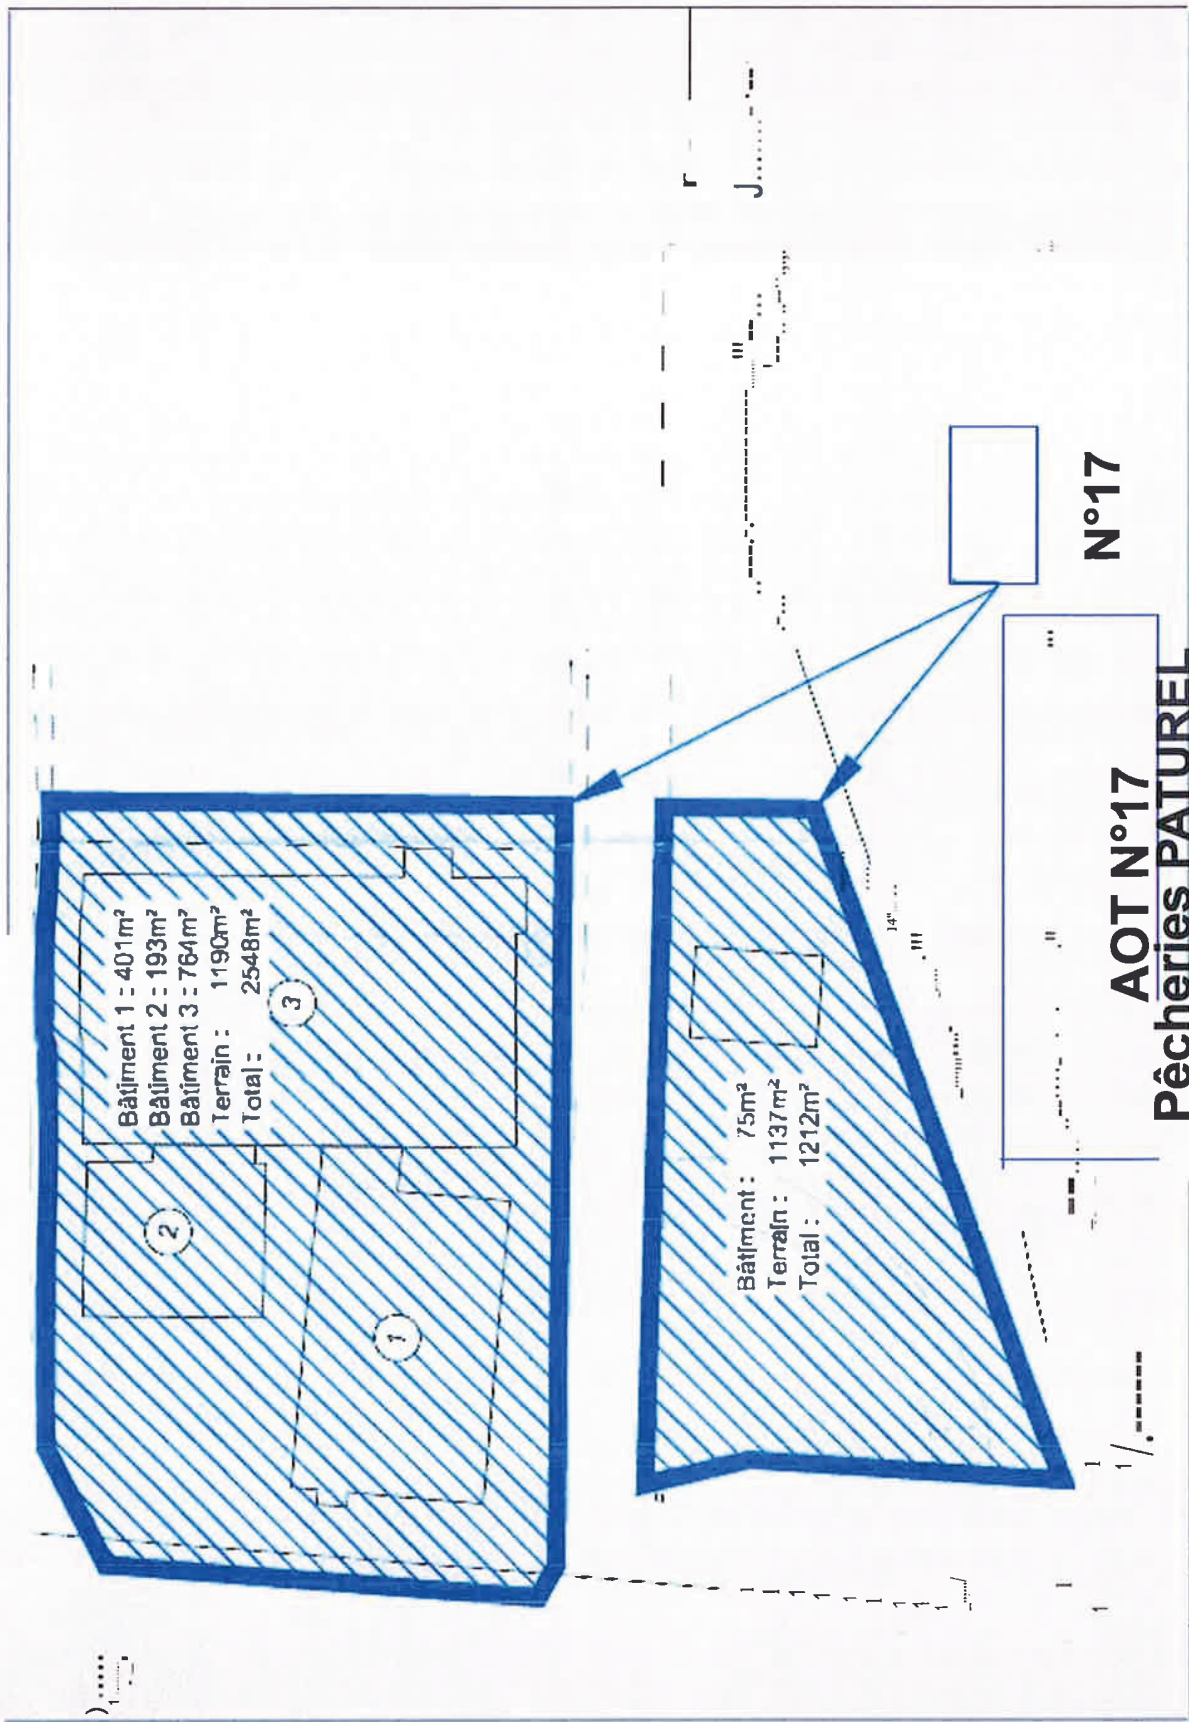 Bâtiment 1 : 401m²
Bâtiment 2 : 193m²
Bâtiment 3 : 764m²
Terrain : 1190m²
Total : 2548m²
3
2
1
Bâtiment : 75m²
Terrain : 1137m²
Total : 1212m²
N°17
AOT N°17
Pêcheries PATUREL